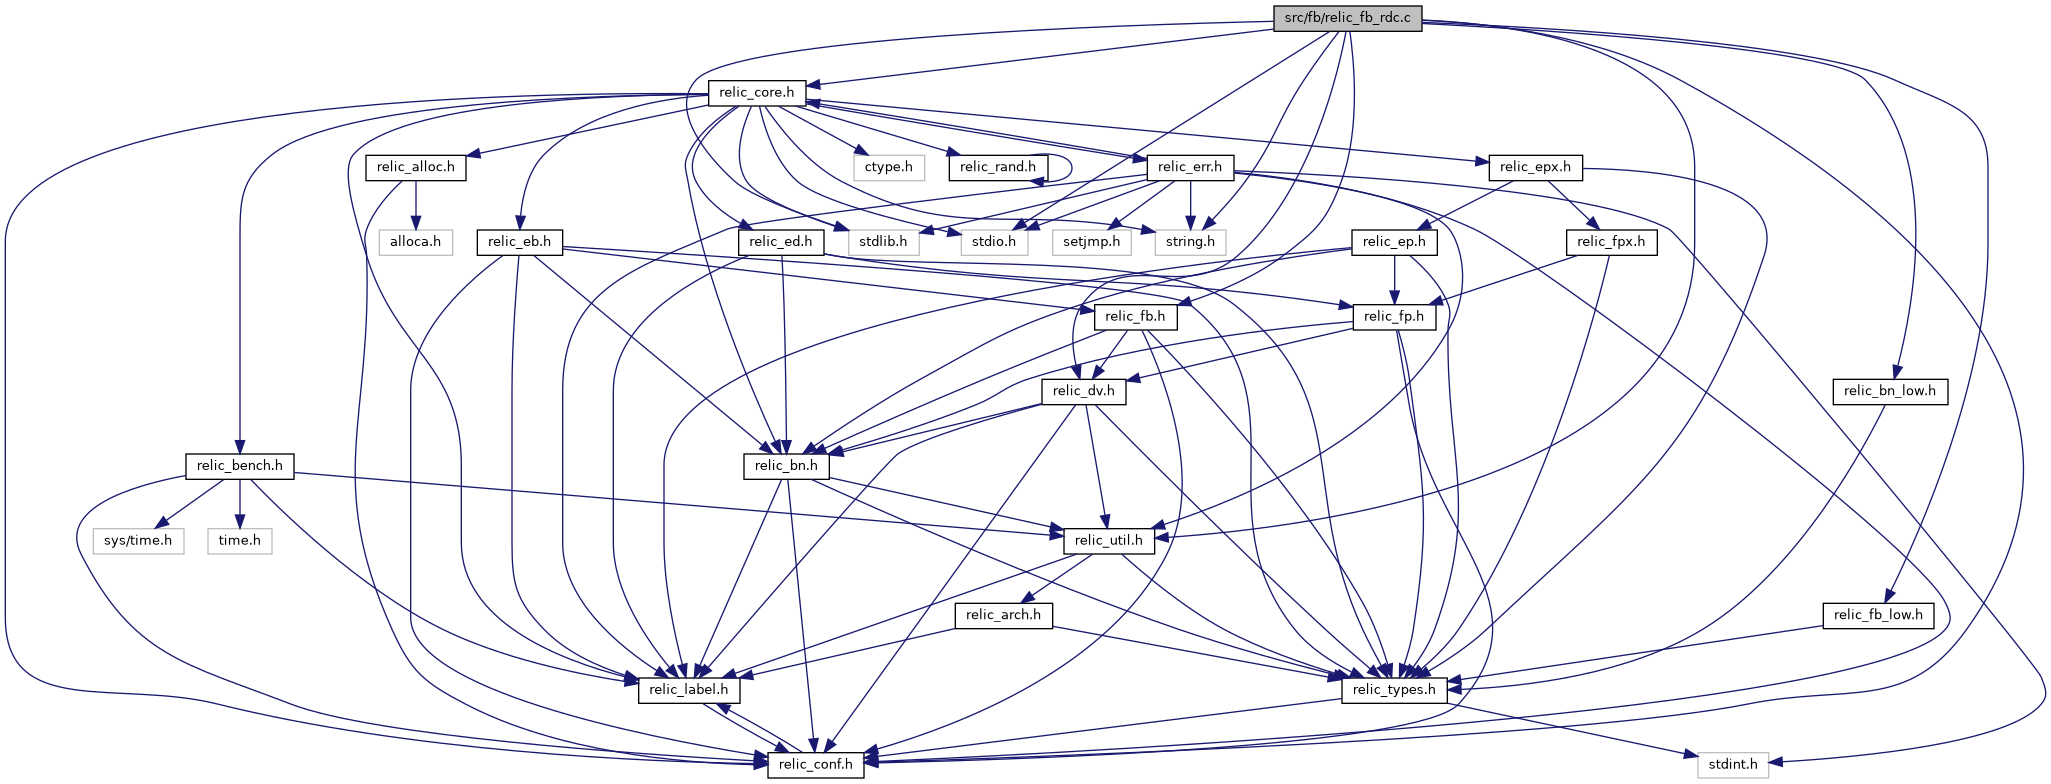 src/fb/relic_fb_rdc.c
relic_core.h
relic_alloc.h
ctype.h
relic_rand.h
relic_err.h
relic_epx.h
alloca.h
relic_eb.h
relic_ed.h
stdlib.h
stdio.h
setjmp.h
string.h
relic_ep.h
relic_fpx.h
relic_fb.h
relic_fp.h
relic_dv.h
relic_bn_low.h
relic_bench.h
relic_bn.h
sys/time.h
time.h
relic_util.h
relic_arch.h
relic_fb_low.h
relic_label.h
relic_types.h
relic_conf.h
stdint.h